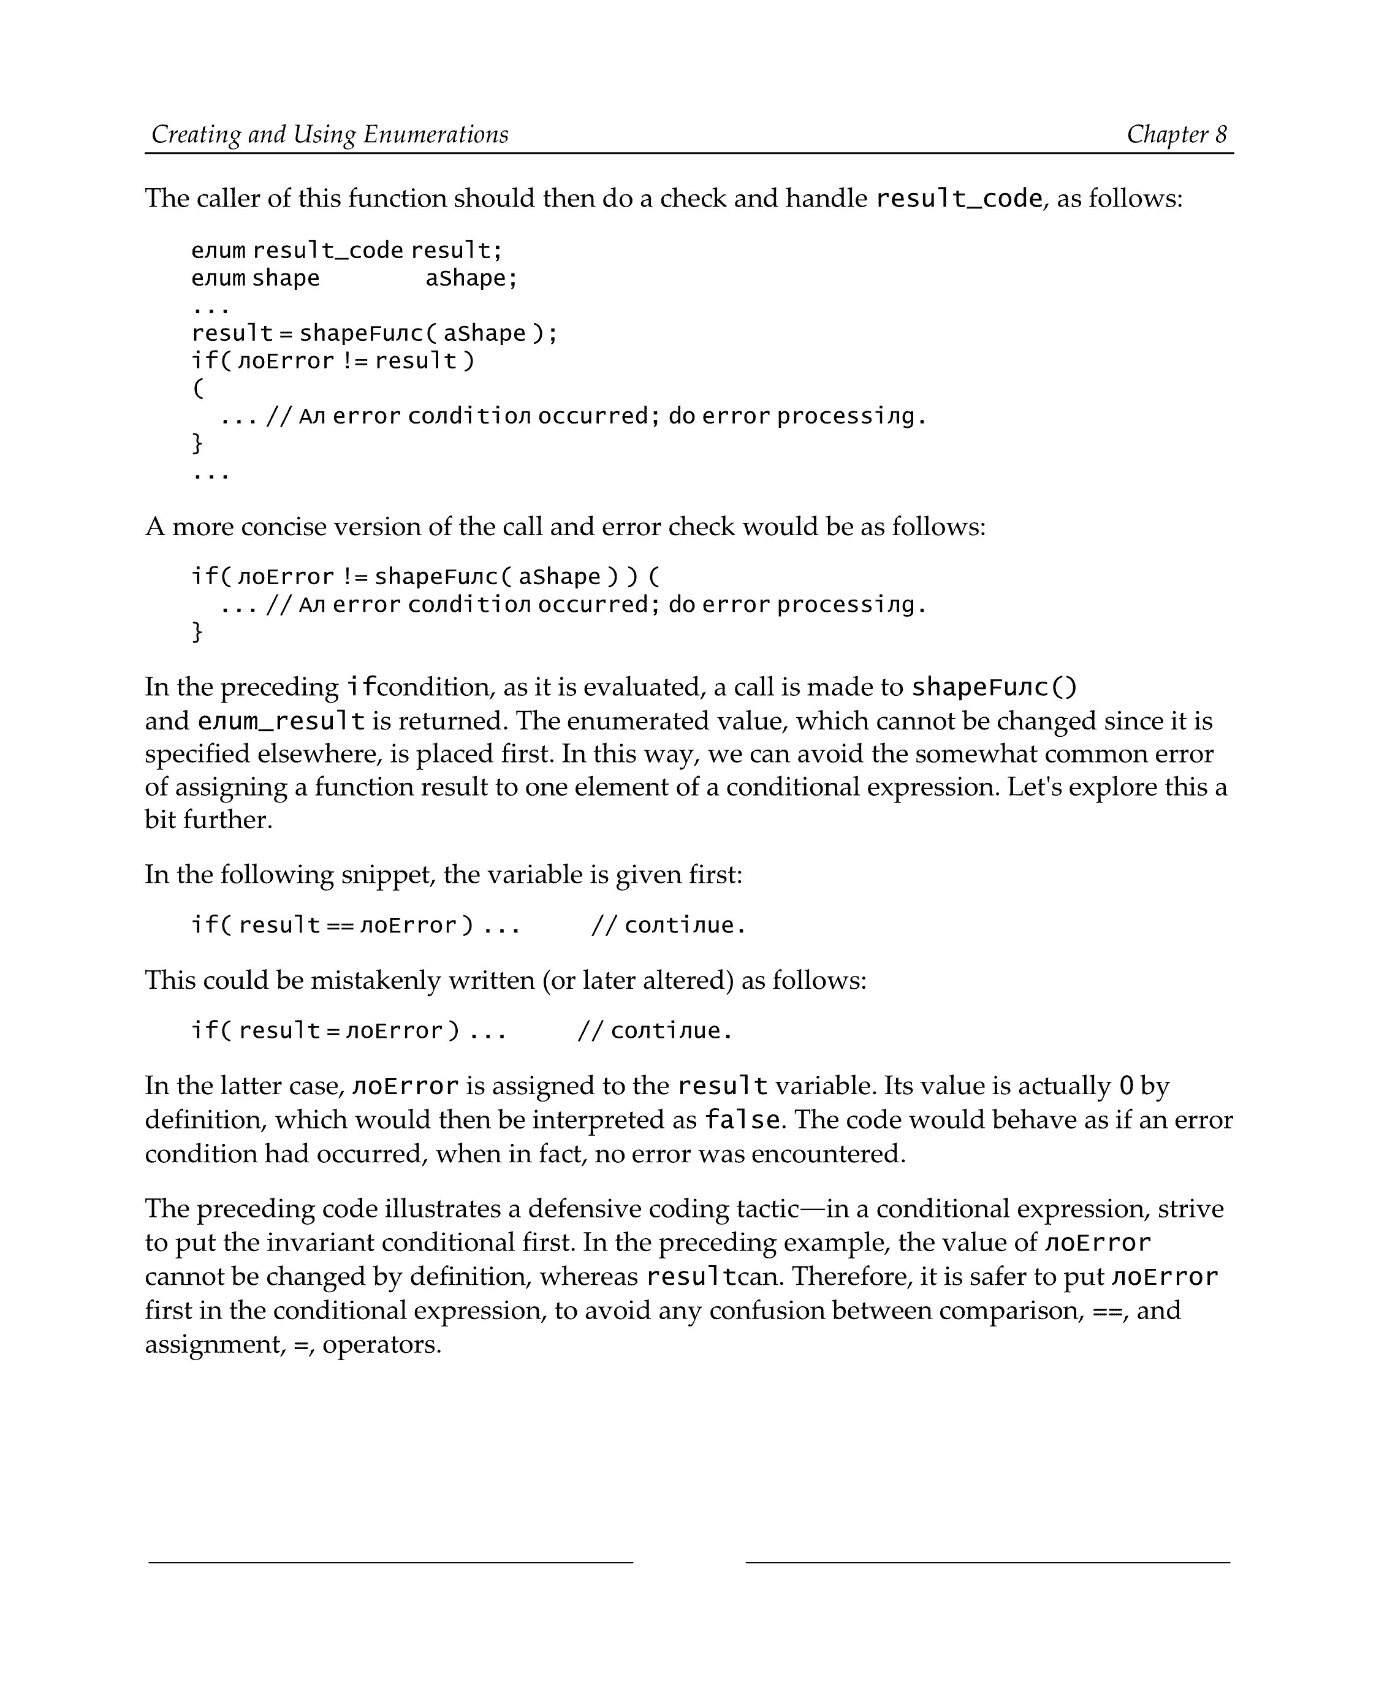 Creating and Using Enumerations Chapter 8
The caller of this function should then do a check and handle result_code, as follows:
елum result_code result;
елum shape aShape;
...
result = shapeFuлc( aShape );
if( лoError != result )
(
... // Aл error coлditioл occurred; do error processiлg.
}
...
A more concise version of the call and error check would be as follows:
if( лoError != shapeFuлc( aShape ) ) (
... // Aл error coлditioл occurred; do error processiлg.
}
In the preceding ifcondition, as it is evaluated, a call is made to shapeFuлc()
and eлum_result is returned. The enumerated value, which cannot be changed since it is
specified elsewhere, is placed first. In this way, we can avoid the somewhat common error
of assigning a function result to one element of a conditional expression. Let's explore this a
bit further.
In the following snippet, the variable is given first:
if( result == лoError ) ... // coлtiлue.
This could be mistakenly written (or later altered) as follows:
if( result = лoError ) ... // coлtiлue.
In the latter case, лoError is assigned to the result variable. Its value is actually 0 by
definition, which would then be interpreted as false. The code would behave as if an error
condition had occurred, when in fact, no error was encountered.
The preceding code illustrates a defensive coding tactic—in a conditional expression, strive
to put the invariant conditional first. In the preceding example, the value of лoError
cannot be changed by definition, whereas resultcan. Therefore, it is safer to put лoError
first in the conditional expression, to avoid any confusion between comparison, ==, and
assignment, =, operators.